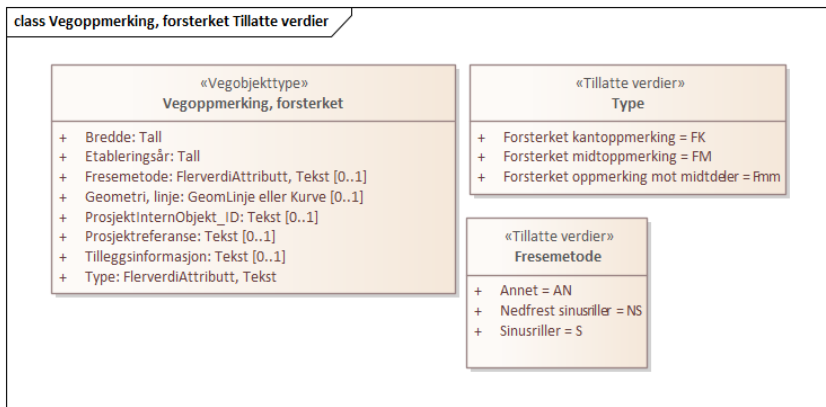 class Vegoppmerking, forsterket Tillatte verdier
«Vegobjekttype»
Vegoppmerking, forsterket
+ Bredde: Tall
+ Etableringsår: Tall
+ Fresemetode: FlerverdiAttributt, Tekst [0..1]
+ Geometri, linje: GeomLinje eller Kurve [0..1]
+ ProsjektInternObjekt_ID: Tekst [0..1]
+ Prosjektreferanse: Tekst [0..1]
+ Tilleggsinformasjon: Tekst [0..1]
+ Type: FlerverdiAttributt, Tekst
«Tillatte verdier»
Type
+ Forsterket kantoppmerking = FK
+ Forsterket midtoppmerking = FM
+ Forsterket oppmerking mot midtdeler = Fmm
«Tillatte verdier»
Fresemetode
+ Annet = AN
+ Nedfrest sinusriller = NS
+ Sinusriller = S